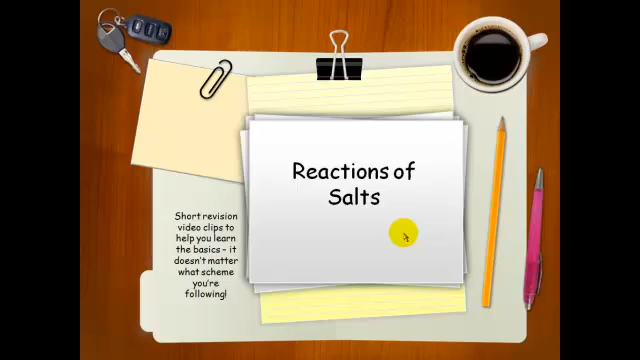 Reactions of
Salts
Short revision
video clips to
help you learn
the basics – it
doesn't matter
what scheme
you're
following!